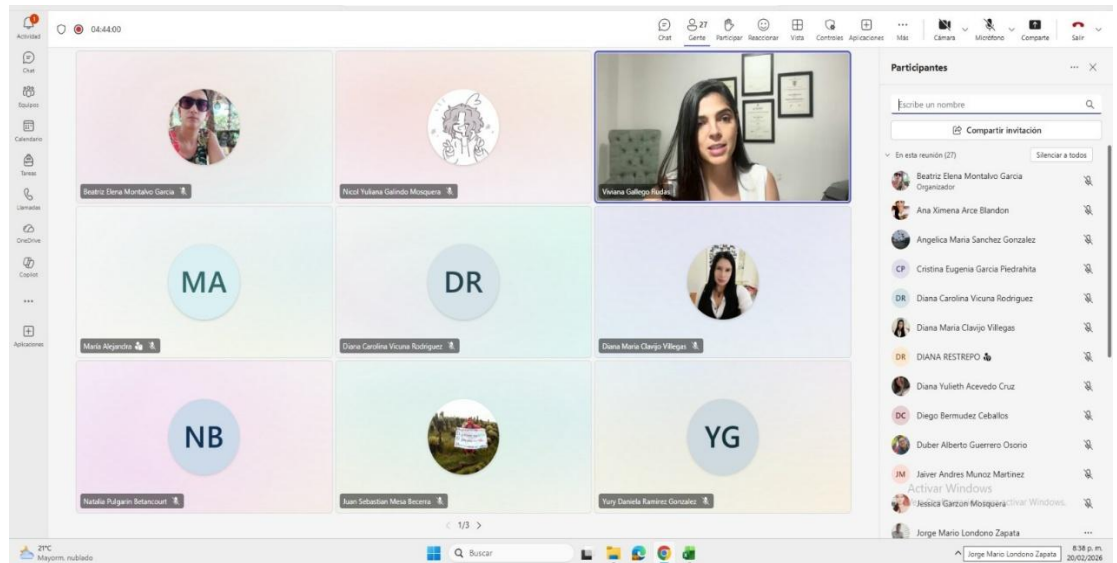 Actividad
Chat
Equipos
Calendario
Tareas
Llamadas
OneDrive
Copilot
Aplicaciones
04:44:00
Chat
27
Gente
Participar
Reaccionar
Vista
Controles
Aplicaciones
Más
Cámara
Micrófono
Comparte
Salir
Beatriz Elena Montalvo Garcia
Nicol Yuliana Galindo Mosquera
Viviana Gallego Rudas
MA
María Alejandra
DR
Diana Carolina Vicuna Rodriguez
Diana Maria Clavijo Villegas
NB
Natalia Pulgarin Betancourt
Juan Sebastian Mesa Becerra
YG
Yury Daniela Ramirez Gonzalez
1/3
Participantes
Escribe un nombre
Compartir invitación
En esta reunión (27)
Silenciar a todos
Beatriz Elena Montalvo Garcia
Organizador
Ana Ximena Arce Blandon
Angelica Maria Sanchez Gonzalez
CP Cristina Eugenia Garcia Piedrahita
DR Diana Carolina Vicuna Rodriguez
Diana Maria Clavijo Villegas
DR DIANA RESTREPO
Diana Yulieth Acevedo Cruz
DC Diego Bermudez Ceballos
Duber Alberto Guerrero Osorio
JM Jaiver Andres Munoz Martinez
Activar Windows
Jessica Garzon Mosquera
activar Windows.
Jorge Mario Londono Zapata
21°C
Mayorm. nublado
Buscar
Jorge Mario Londono Zapata
8:38 p. m.
20/02/2026